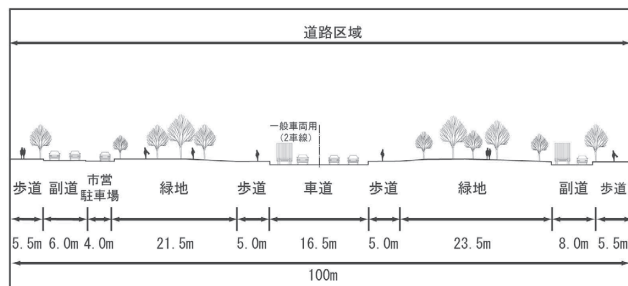 道路区域
一般車両用
(2車線)
歩道 副道 市営駐車場 緑地 歩道 車道 歩道 緑地 副道 歩道
5.5m 6.0m 4.0m 21.5m 5.0m 16.5m 5.0m 23.5m 8.0m 5.5m
100m